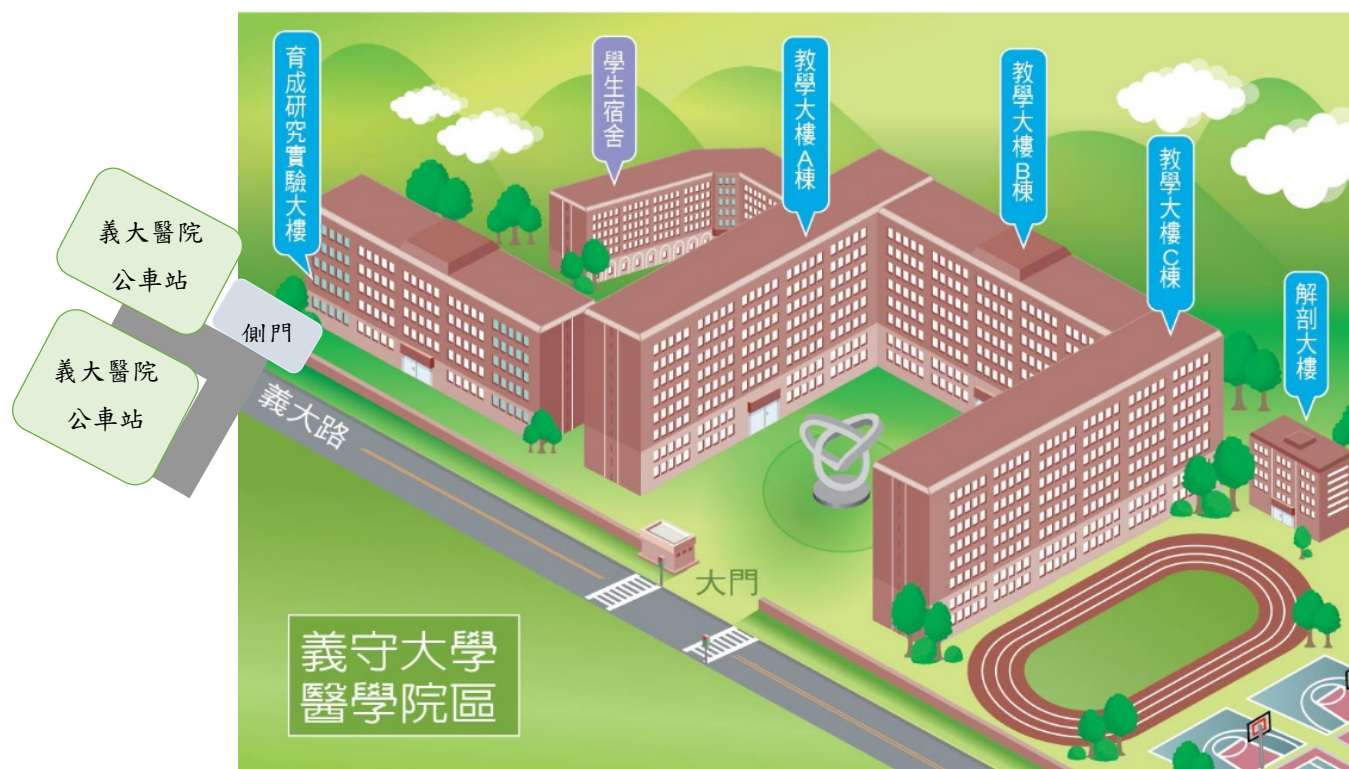 育成研究實驗大樓
學生宿舍
教學大樓A棟
教學大樓B棟
教學大樓C棟
解剖大樓
義大醫院
公車站
側門
義大醫院
公車站
義大路
大門
義守大學
醫學院區